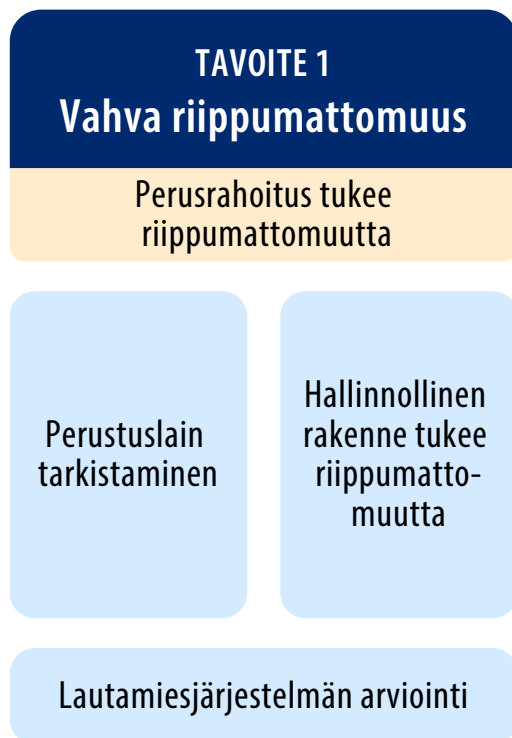 TAVOITE 1
Vahva riippumattomuus
Perusrahoitus tukee
riippumattomuutta
Perustuslain
tarkistaminen
Hallinnollinen
rakenne tukee
riippumatto-
muutta
Lautamiesjärjestelmän arviointi